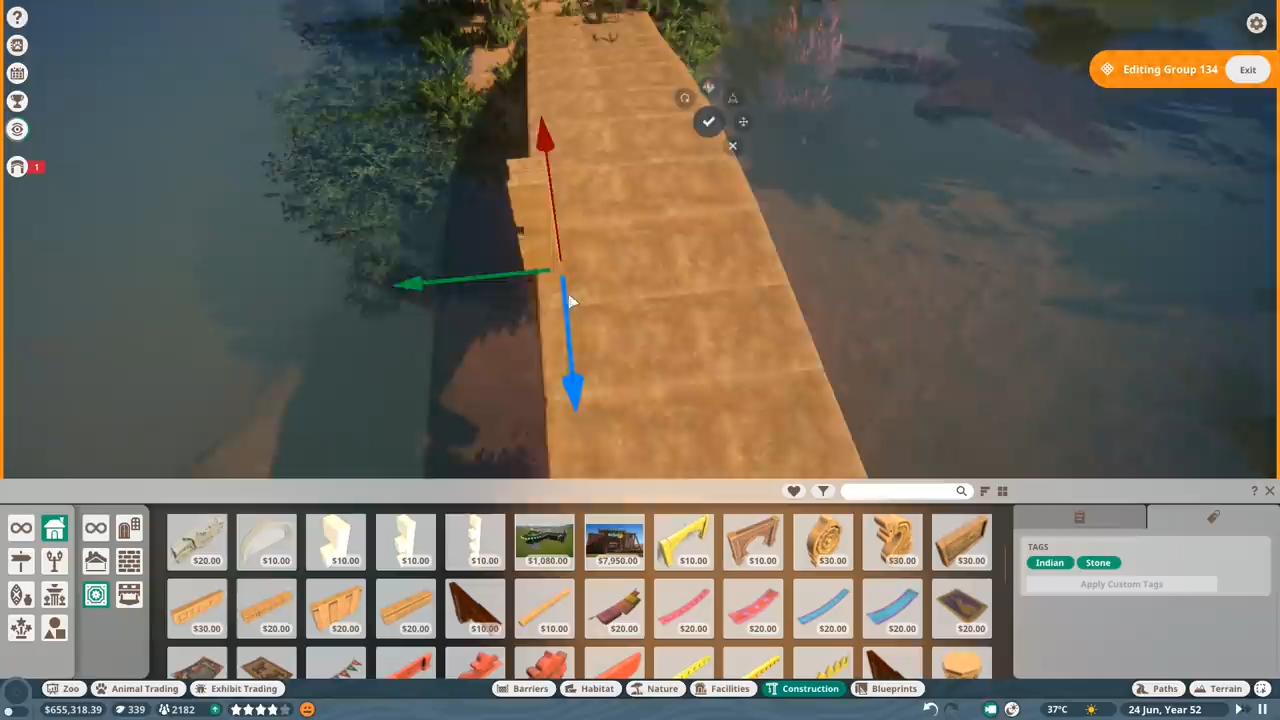 ?
Editing Group 134 Exit
1
? ×
$20.00 $10.00 $10.00 $10.00 $10.00 $1,080.00 $7,950.00 $10.00 $10.00 $30.00 $30.00 $30.00
TAGS
Indian Stone
Apply Custom Tags
$30.00 $20.00 $20.00 $20.00 $10.00 $10.00 $20.00 $20.00 $20.00 $20.00 $20.00 $20.00
Zoo Animal Trading Exhibit Trading Barriers Habitat Nature Facilities Construction Blueprints Paths Terrain
$655,318.39 339 2182 37°C 24 Jun, Year 52